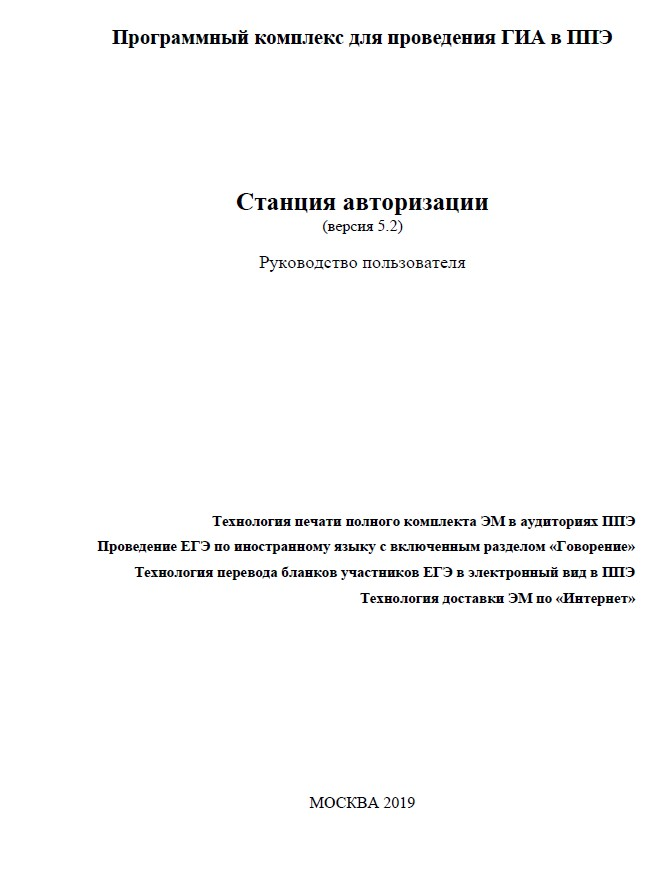 Программный комплекс для проведения ГИА в ППЭ
Станция авторизации
(версия 5.2)
Руководство пользователя
Технология печати полного комплекта ЭМ в аудиториях ППЭ
Проведение ЕГЭ по иностранному языку с включенным разделом «Говорение»
Технология перевода бланков участников ЕГЭ в электронный вид в ППЭ
Технология доставки ЭМ по «Интернет»
МОСКВА 2019